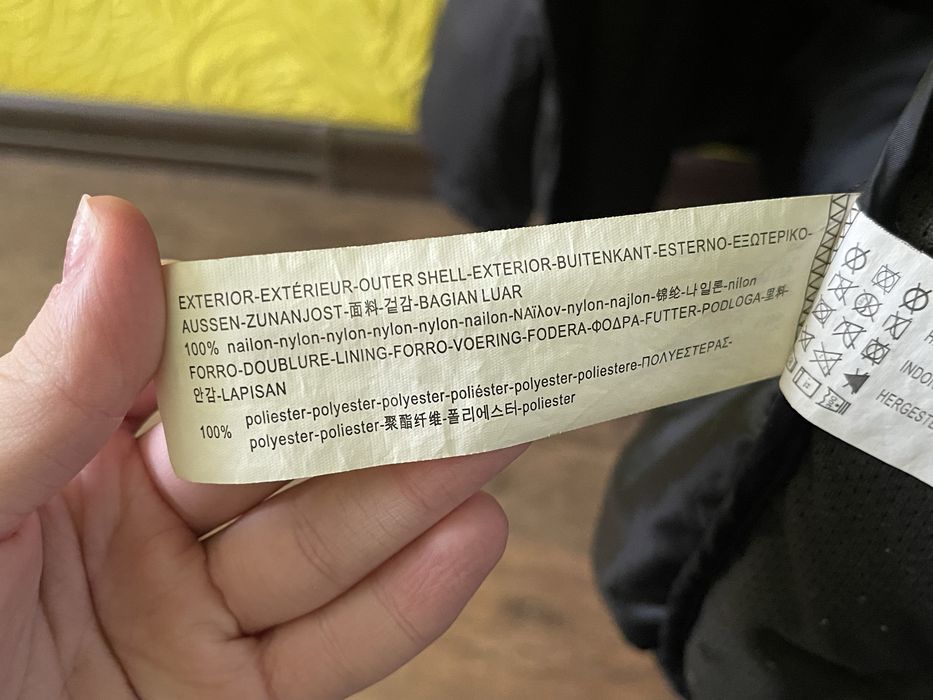 EXTERIOR-EXTÉRIEUR-OUTER SHELL-EXTERIOR-BUITENKANT-ESTERNO-ΕΞΩΤΕΡΙΚΟ-
AUSSEN-ZUNANJOST-面料-겉감-BAGIAN LUAR
100% nailon-nylon-nylon-nylon-nylon-nailon-ΝΑΪλον-nylon-najlon-锦纶-나일론-nilon
FORRO-DOUBLURE-LINING-FORRO-VOERING-FODERA-ΦΟΔΡΑ-FUTTER-PODLOGA-里料-
안감-LAPISAN
100% poliester-polyester-polyester-poliéster-polyester-poliestere-ΠΟΛΥΕΣΤΕΡΑΣ-
polyester-poliester-聚酯纤维-폴리에스터-poliester